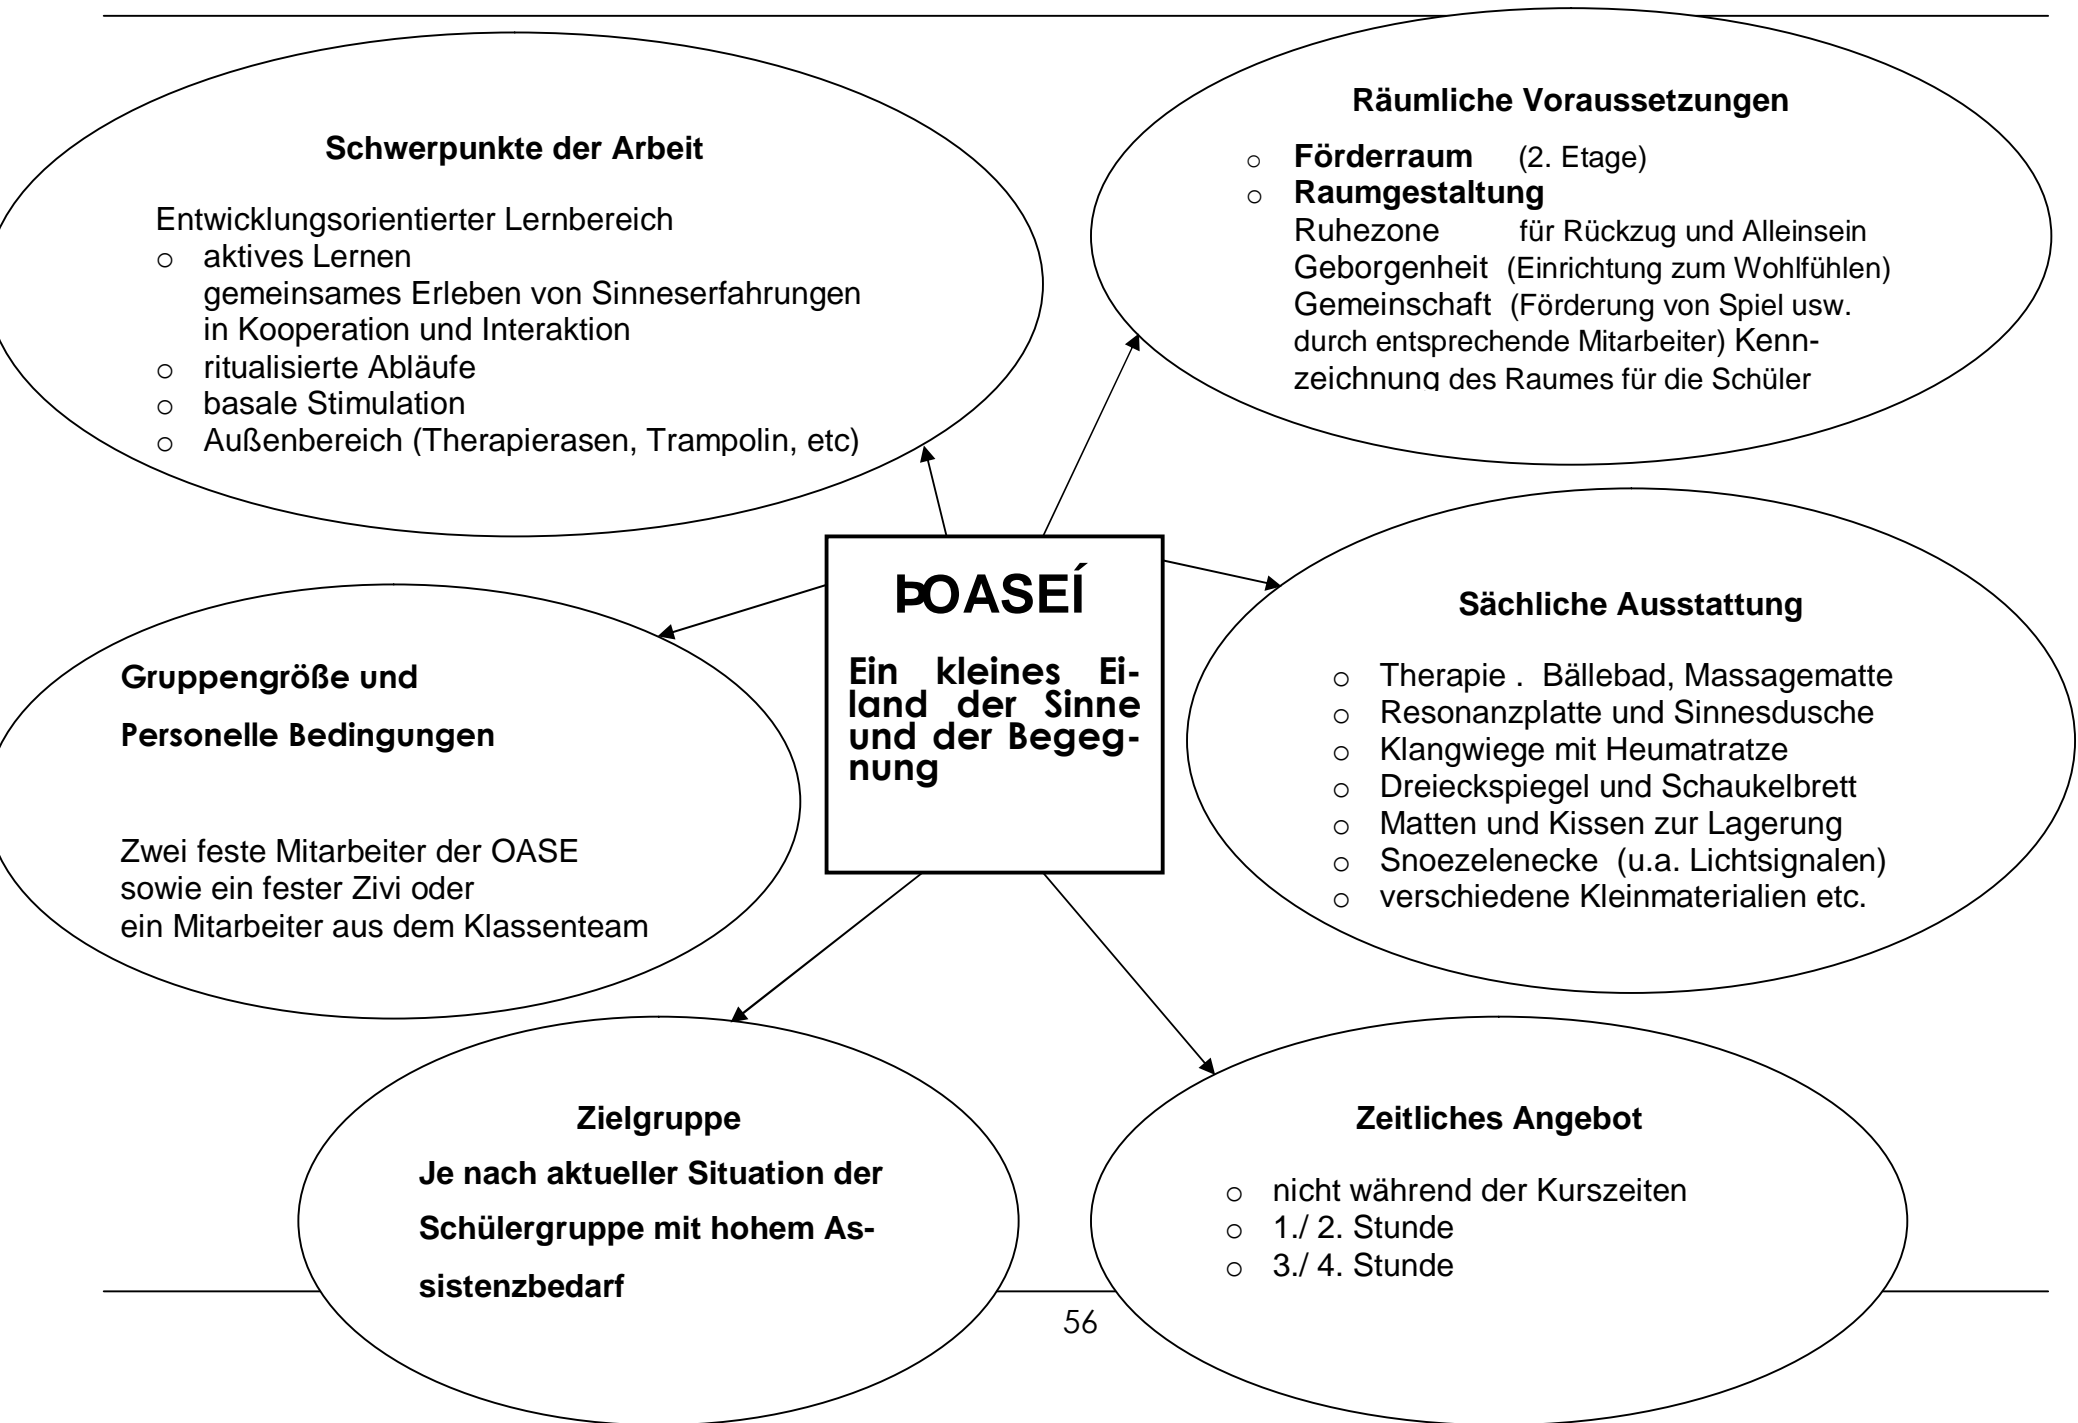 Schwerpunkte der Arbeit
Entwicklungsorientierter Lernbereich
o aktives Lernen
gemeinsames Erleben von Sinneserfahrungen
in Kooperation und Interaktion
o ritualisierte Abläufe
o basale Stimulation
o Außenbereich (Therapierasen, Trampolin, etc)
Räumliche Voraussetzungen
o Förderraum (2. Etage)
o Raumgestaltung
Ruhezone für Rückzug und Alleinsein
Geborgenheit (Einrichtung zum Wohlfühlen)
Gemeinschaft (Förderung von Spiel usw.
durch entsprechende Mitarbeiter) Kenn-
zeichnung des Raumes für die Schüler
ÞOASEÍ
Ein kleines Ei-
land der Sinne
und der Begeg-
nung
Sächliche Ausstattung
o Therapie . Bällebad, Massagematte
o Resonanzplatte und Sinnesdusche
o Klangwiege mit Heumatratze
o Dreieckspiegel und Schaukelbrett
o Matten und Kissen zur Lagerung
o Snoezelenecke (u.a. Lichtsignalen)
o verschiedene Kleinmaterialien etc.
Gruppengröße und
Personelle Bedingungen
Zwei feste Mitarbeiter der OASE
sowie ein fester Zivi oder
ein Mitarbeiter aus dem Klassenteam
Zielgruppe
Je nach aktueller Situation der
Schülergruppe mit hohem As-
sistenzbedarf
Zeitliches Angebot
o nicht während der Kurszeiten
o 1./ 2. Stunde
o 3./ 4. Stunde
56